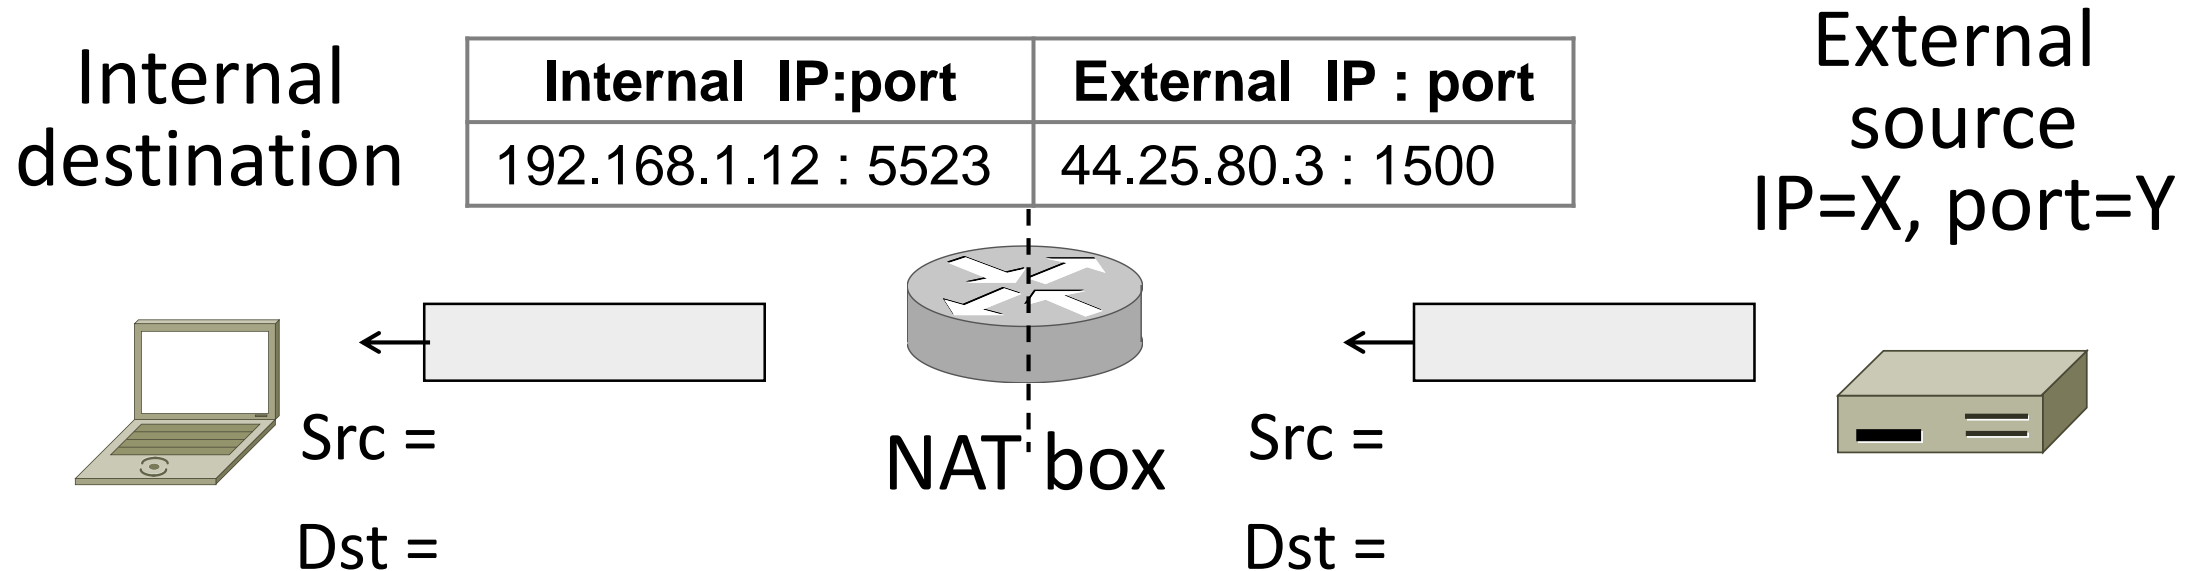 Internal
destination
Internal IP:port
External IP : port
192.168.1.12 : 5523
44.25.80.3 : 1500
External
source
IP=X, port=Y
Src =
Dst =
NAT box
Src =
Dst =